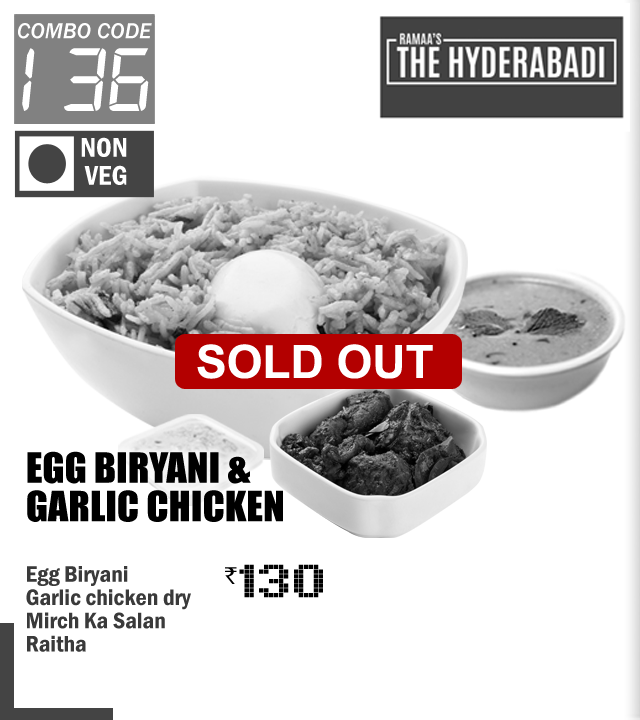 COMBO CODE
136
NON
VEG
RAMAA'S
THE HYDERABADI
SOLD OUT
EGG BIRYANI &
GARLIC CHICKEN
Egg Biryani
Garlic chicken dry
Mirch Ka Salan
Raitha
₹130